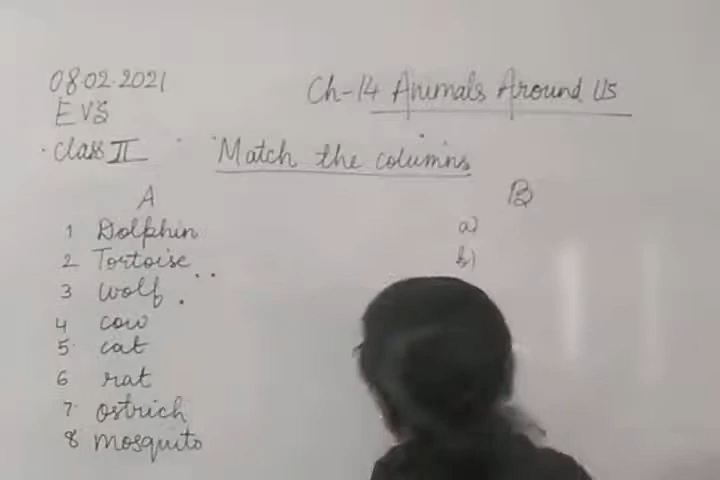 08.02.2021
Ch-14 Animals Around Us
EVS
Class II
Match the columns
A
B
1 Dolphin
a)
2 Tortoise
b)
3 wolf
4 cow
5 cat
6 rat
7 ostrich
8 mosquito